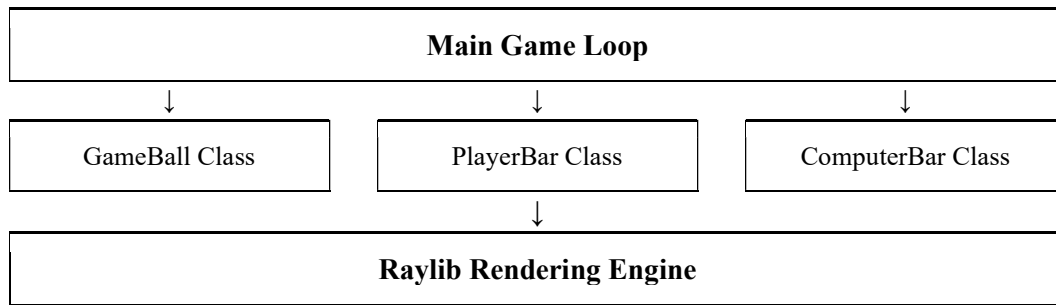 Main Game Loop
↓ ↓ ↓
GameBall Class PlayerBar Class ComputerBar Class
↓
Raylib Rendering Engine